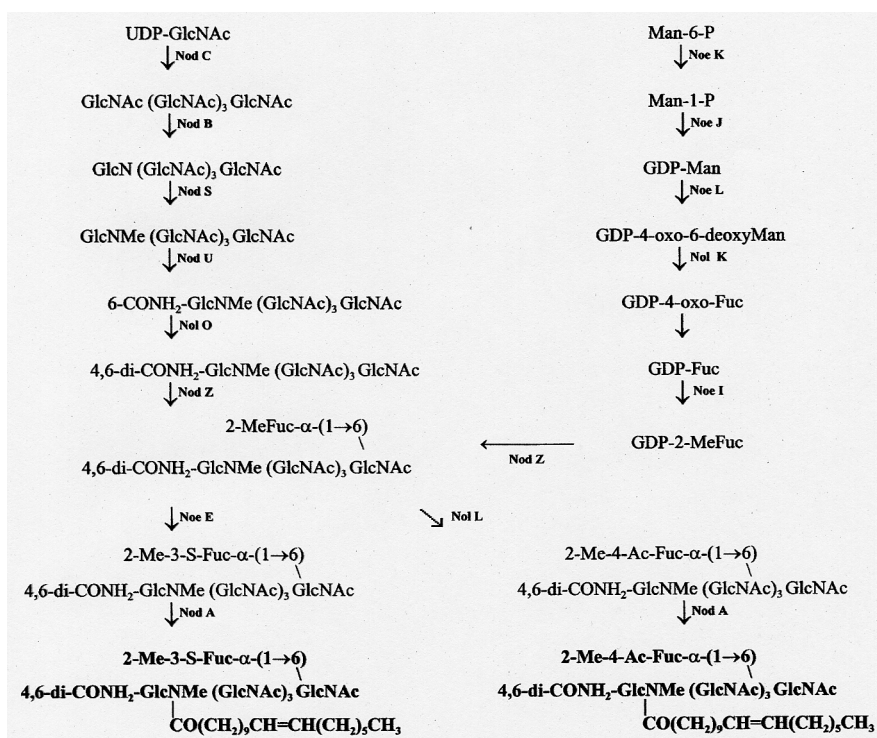 UDP-GlcNAc
Nod C
GlcNAc (GlcNAc)₃ GlcNAc
Nod B
GlcN (GlcNAc)₃ GlcNAc
Nod S
GlcNMe (GlcNAc)₃ GlcNAc
Nod U
6-CONH₂-GlcNMe (GlcNAc)₃ GlcNAc
Nol O
4,6-di-CONH₂-GlcNMe (GlcNAc)₃ GlcNAc
Nod Z
2-MeFuc-α-(1→6)
\
4,6-di-CONH₂-GlcNMe (GlcNAc)₃ GlcNAc
Man-6-P
Noe K
Man-1-P
Noe J
GDP-Man
Noe L
GDP-4-oxo-6-deoxyMan
Nol K
GDP-4-oxo-Fuc
GDP-Fuc
Noe I
GDP-2-MeFuc
Nod Z
Noe E
2-Me-3-S-Fuc-α-(1→6)
\
4,6-di-CONH₂-GlcNMe (GlcNAc)₃ GlcNAc
Nod A
2-Me-3-S-Fuc-α-(1→6)
\
4,6-di-CONH₂-GlcNMe (GlcNAc)₃ GlcNAc
CO(CH₂)₉CH=CH(CH₂)₅CH₃
Nol L
2-Me-4-Ac-Fuc-α-(1→6)
\
4,6-di-CONH₂-GlcNMe (GlcNAc)₃ GlcNAc
Nod A
2-Me-4-Ac-Fuc-α-(1→6)
\
4,6-di-CONH₂-GlcNMe (GlcNAc)₃ GlcNAc
CO(CH₂)₉CH=CH(CH₂)₅CH₃